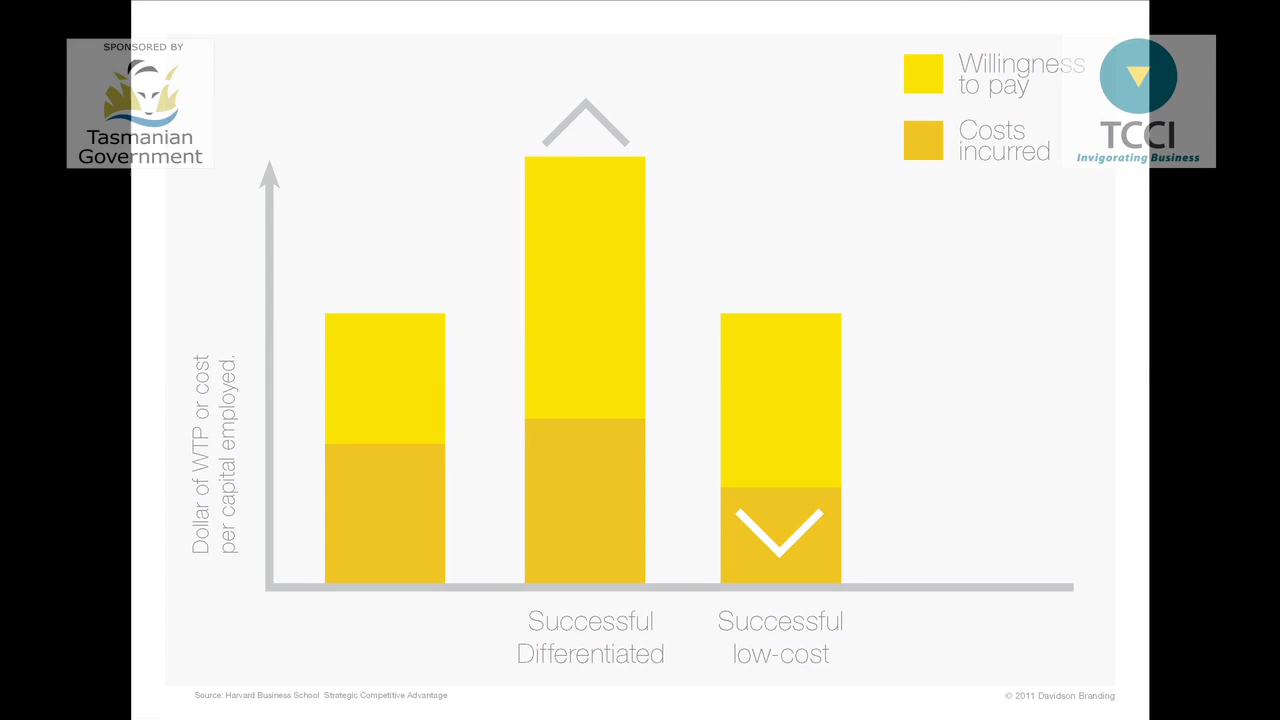 SPONSORED BY
Tasmanian
Government
Willingness
to pay
Costs
incurred
TCCI
Invigorating Business
Dollar of WTP or cost
per capital employed.
Successful
Differentiated
Successful
low-cost
Source: Harvard Business School Strategic Competitive Advantage
© 2011 Davidson Branding